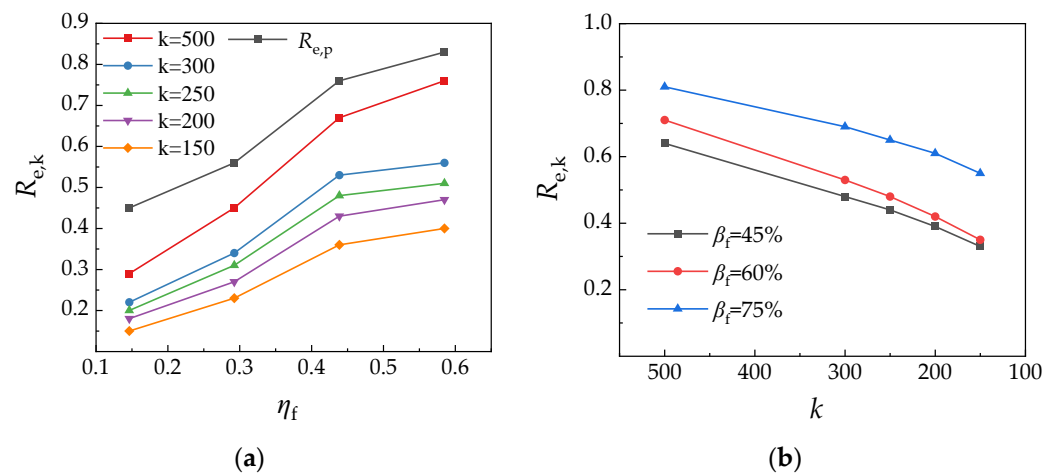 0.9
0.8
0.7
0.6
0.5
0.4
0.3
0.2
R_e,k
k=500
R_e,p
k=300
k=250
k=200
k=150
0.1 0.2 0.3 0.4 0.5 0.6
η_f
(a)
1.0
0.8
0.6
0.4
0.2
R_e,k
β_f=45%
β_f=60%
β_f=75%
500 400 300 200 100
k
(b)